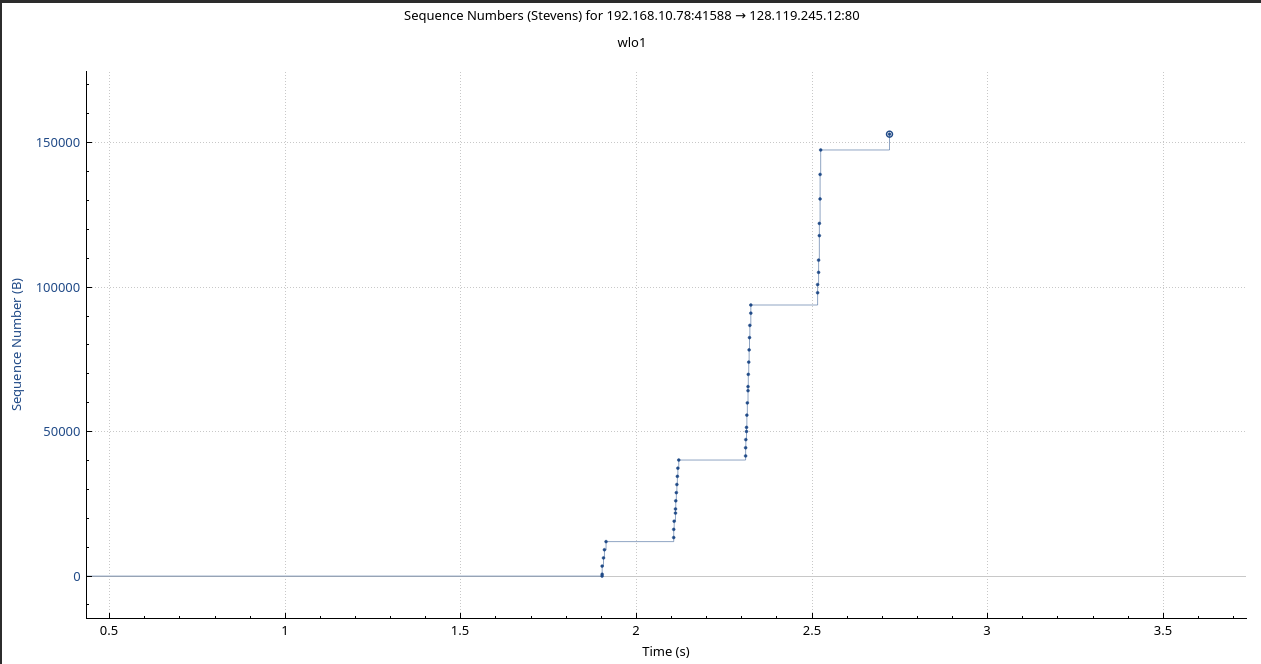 Sequence Numbers (Stevens) for 192.168.10.78:41588 → 128.119.245.12:80
wlo1
Sequence Number (B)
150000
100000
50000
0
0.5 1 1.5 2 2.5 3 3.5
Time (s)